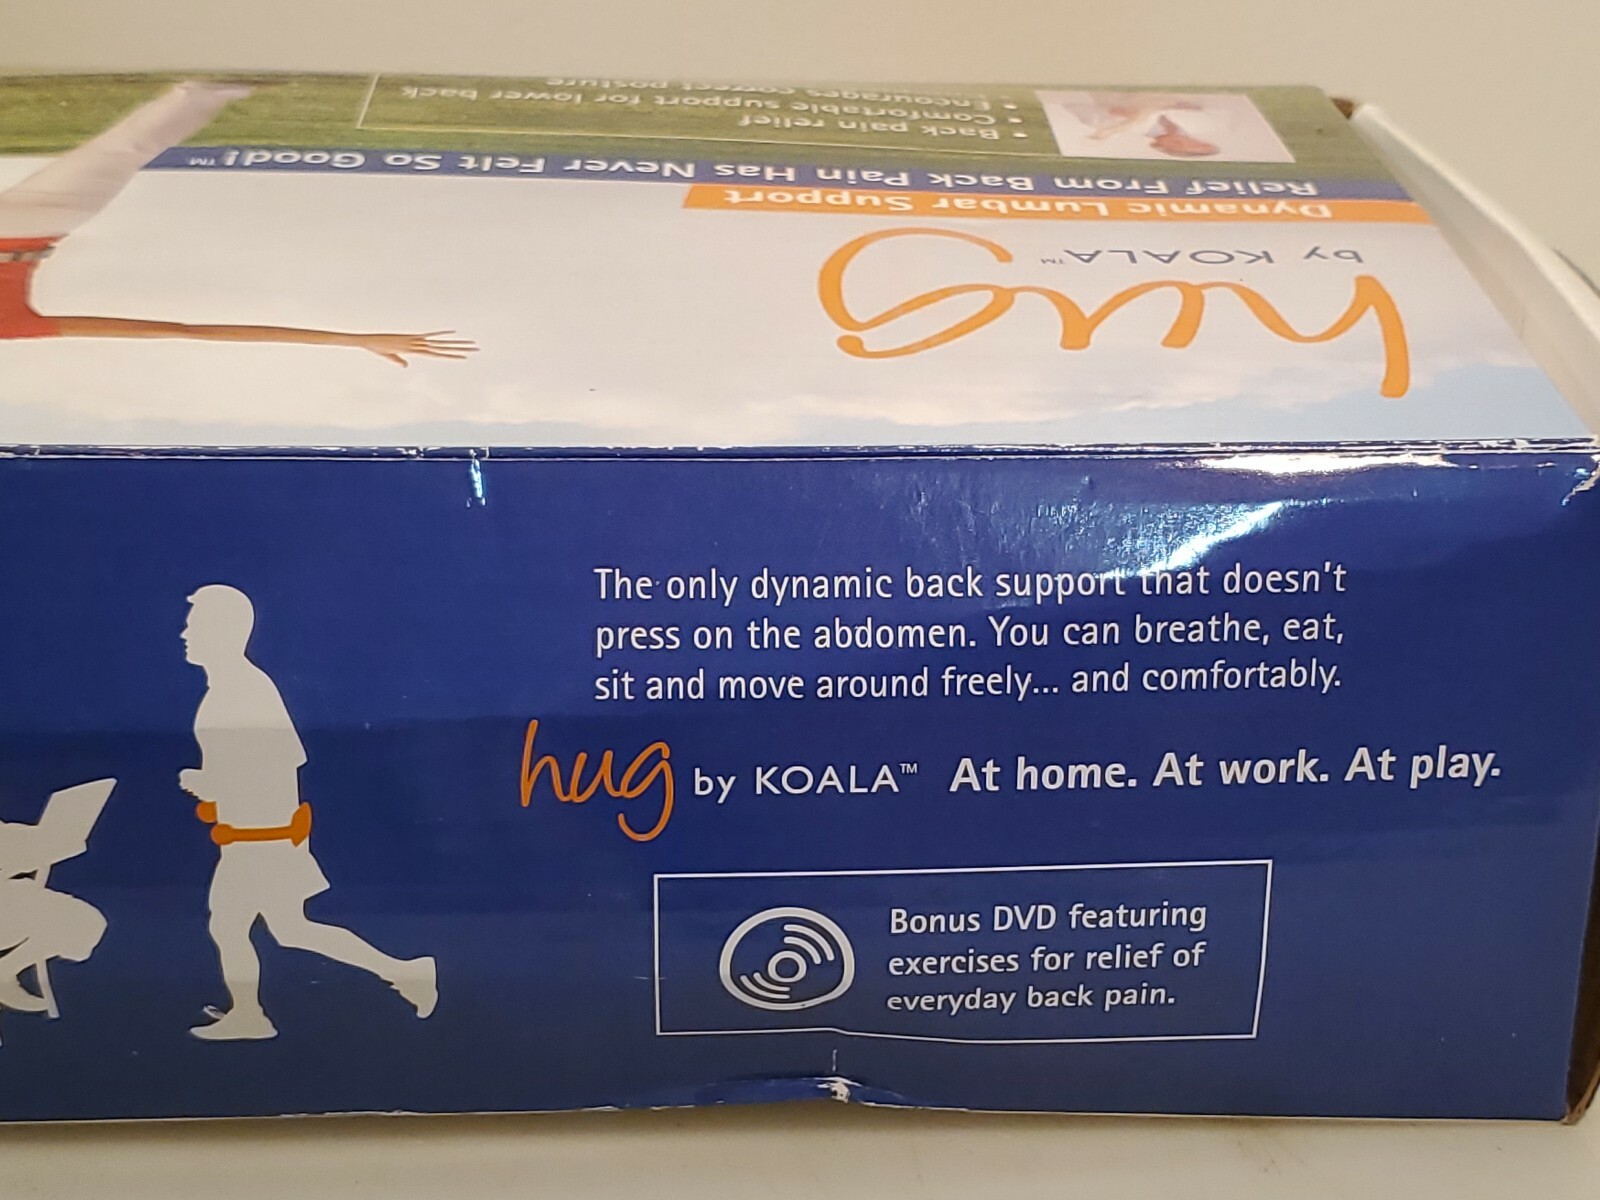 hug
by KOALA™
Dynamic Lumbar Support
Relief From Back Pain Has Never Felt So Good!™
• Back pain relief
• Comfortable support for lower back
• Encourages correct posture
The only dynamic back support that doesn't
press on the abdomen. You can breathe, eat,
sit and move around freely... and comfortably.
hug by KOALA™ At home. At work. At play.
Bonus DVD featuring
exercises for relief of
everyday back pain.